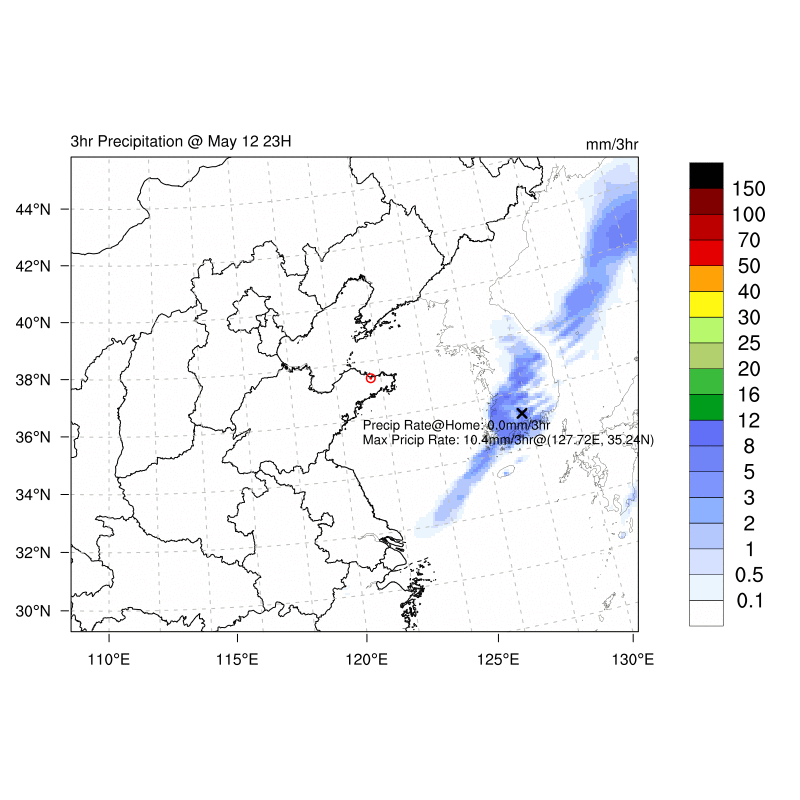 3hr Precipitation @ May 12 23H
mm/3hr
44°N
42°N
40°N
38°N
36°N
34°N
32°N
30°N
110°E
115°E
120°E
125°E
130°E
Precip Rate@Home: 0.0mm/3hr
Max Pricip Rate: 10.4mm/3hr@(127.72E, 35.24N)
150
100
70
50
40
30
25
20
16
12
8
5
3
2
1
0.5
0.1